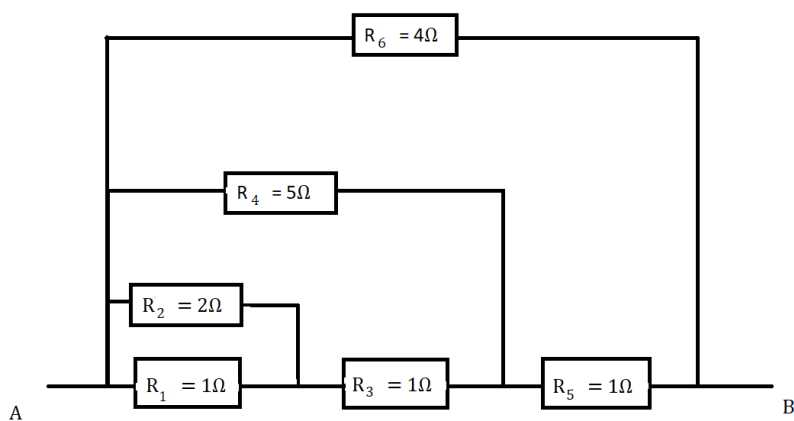 R₆ = 4Ω
R₄ = 5Ω
R₂ = 2Ω
R₁ = 1Ω
R₃ = 1Ω
R₅ = 1Ω
A
B